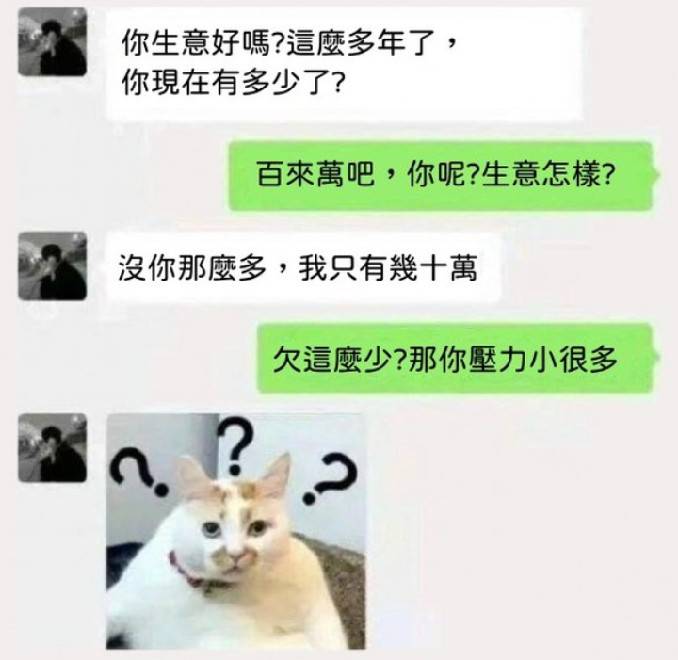 你生意好嗎?這麼多年了，
你現在有多少了?
百來萬吧，你呢?生意怎樣?
沒你那麼多，我只有幾十萬
欠這麼少?那你壓力小很多
? ? ?